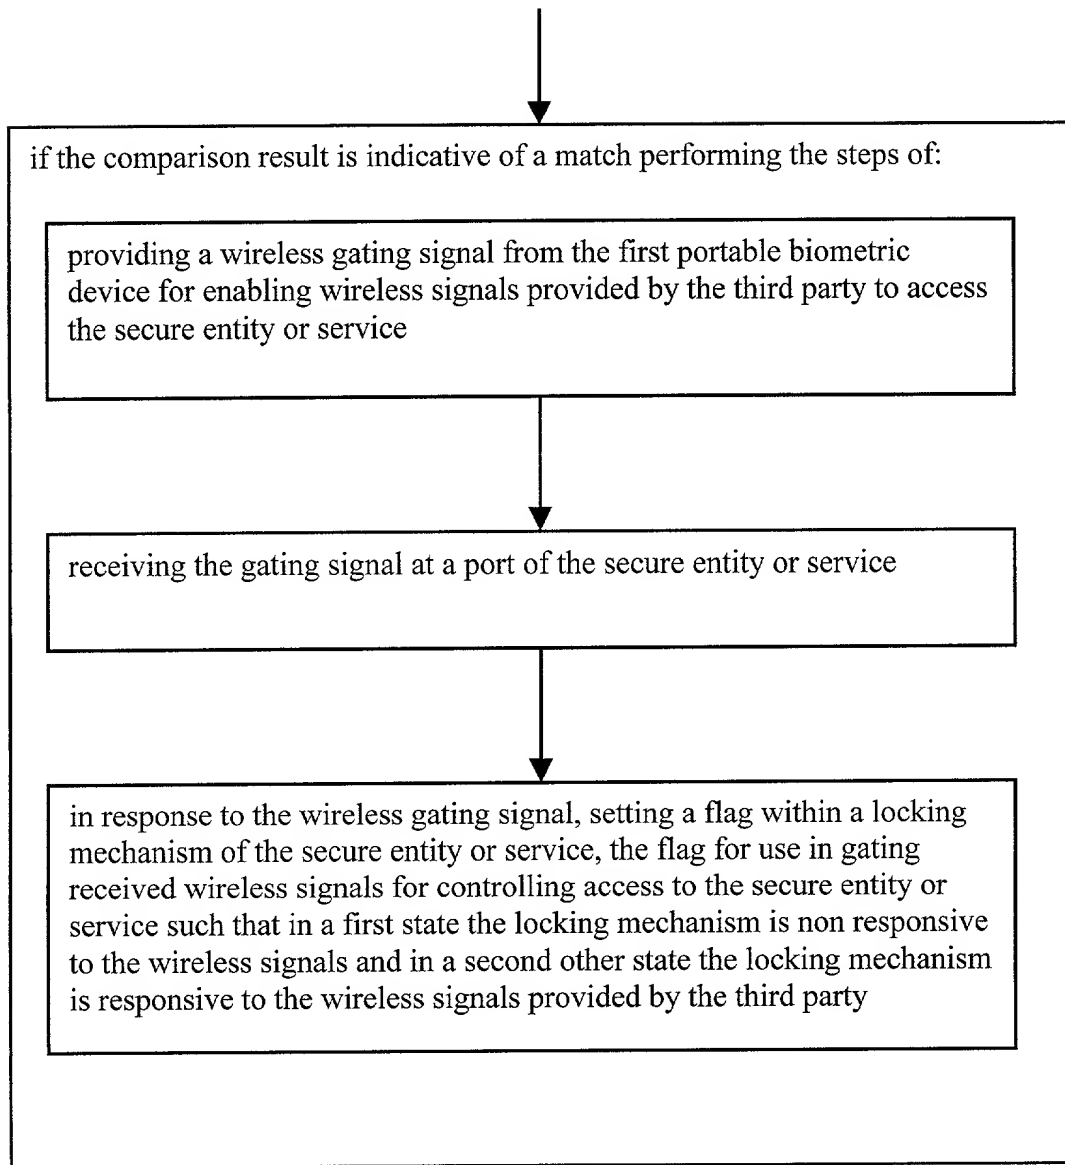 if the comparison result is indicative of a match performing the steps of:
providing a wireless gating signal from the first portable biometric
device for enabling wireless signals provided by the third party to access
the secure entity or service
receiving the gating signal at a port of the secure entity or service
in response to the wireless gating signal, setting a flag within a locking
mechanism of the secure entity or service, the flag for use in gating
received wireless signals for controlling access to the secure entity or
service such that in a first state the locking mechanism is non responsive
to the wireless signals and in a second other state the locking mechanism
is responsive to the wireless signals provided by the third party